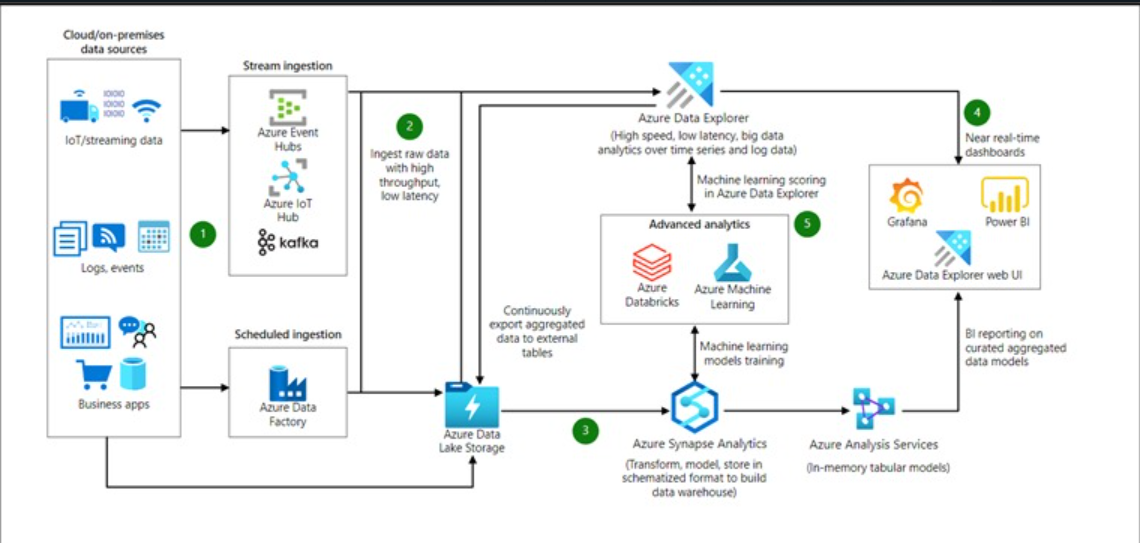 Cloud/on-premises
data sources
IoT/streaming data
Logs, events
Business apps
1
Stream ingestion
Azure Event
Hubs
Azure IoT
Hub
kafka
Scheduled ingestion
Azure Data
Factory
2
Ingest raw data
with high
throughput,
low latency
Continuously
export aggregated
data to external
tables
Azure Data
Lake Storage
3
Azure Data Explorer
(High speed, low latency, big data
analytics over time series and log data)
Machine learning scoring
in Azure Data Explorer
Advanced analytics
5
Azure
Databricks
Azure Machine
Learning
Machine learning
models training
Azure Synapse Analytics
(Transform, model, store in
schematized format to build
data warehouse)
Azure Analysis Services
(In-memory tabular models)
4
Near real-time
dashboards
Grafana
Power BI
Azure Data Explorer web UI
BI reporting on
curated aggregated
data models